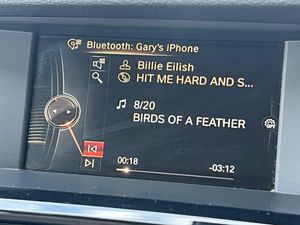 Bluetooth: Gary's iPhone
Billie Eilish
HIT ME HARD AND S...
8/20
BIRDS OF A FEATHER
00:18
-03:12